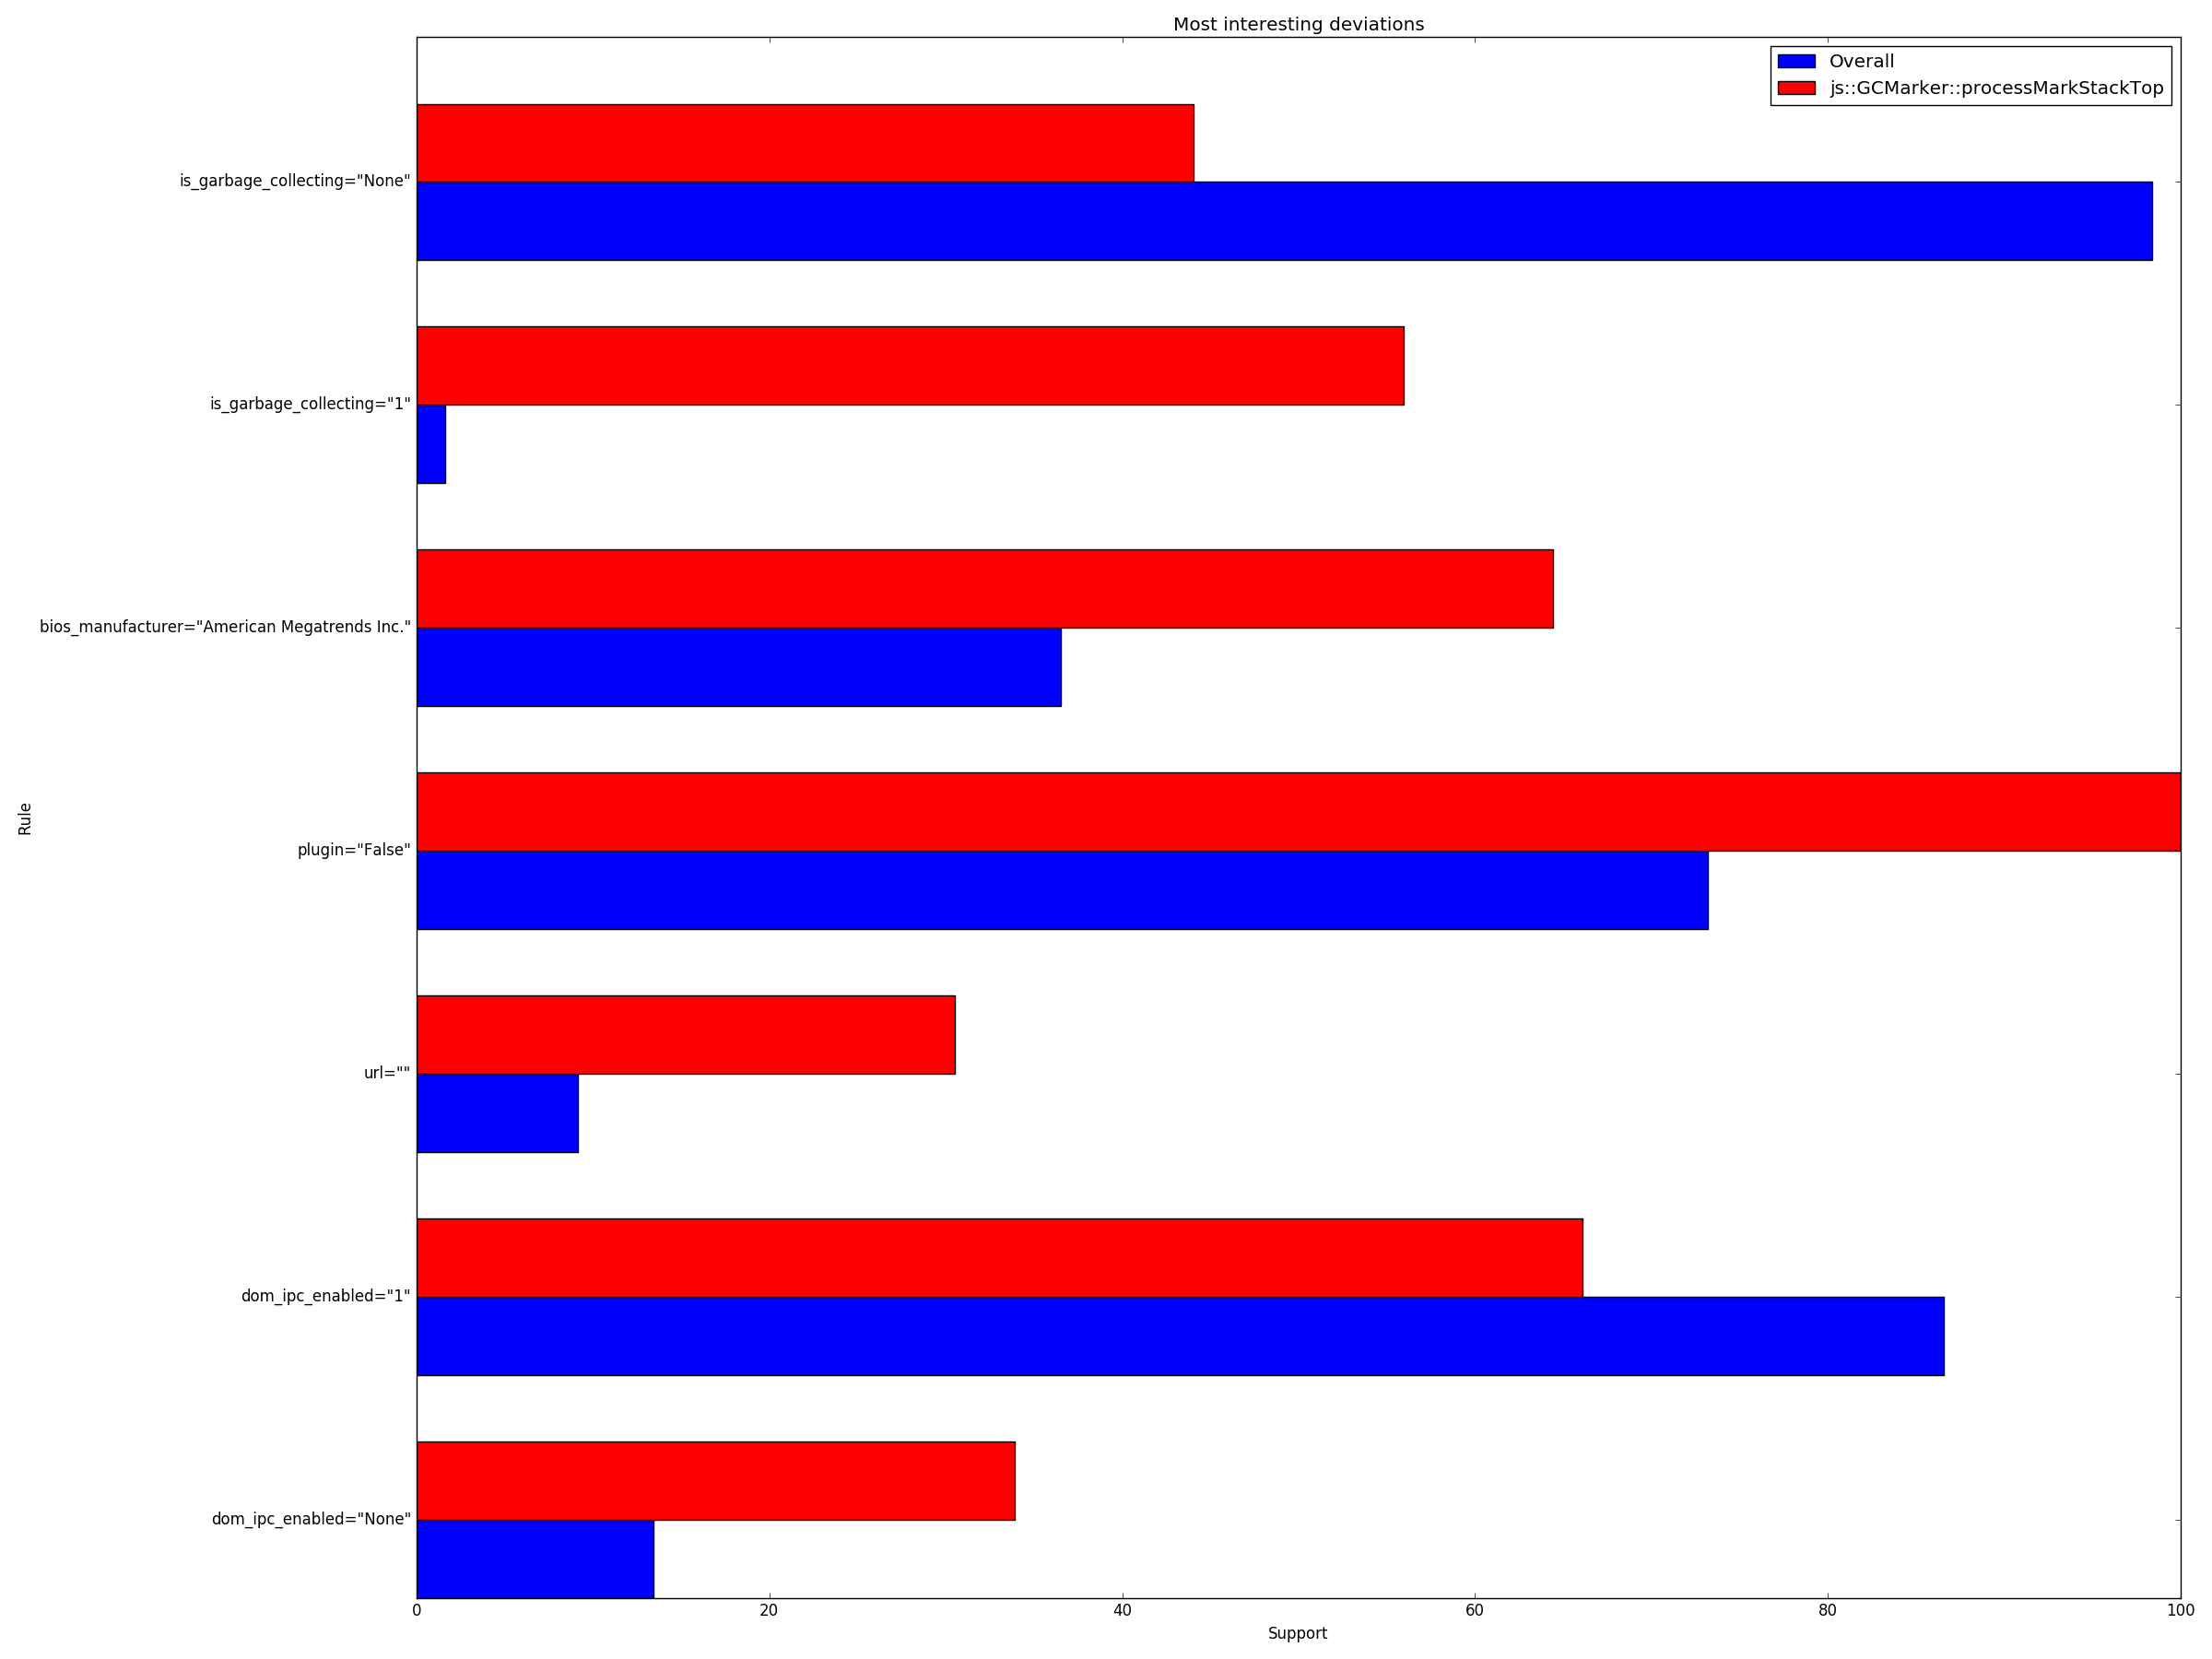 Most interesting deviations
Overall
js::GCMarker::processMarkStackTop
is_garbage_collecting="None"
is_garbage_collecting="1"
bios_manufacturer="American Megatrends Inc."
Rule
plugin="False"
url=""
dom_ipc_enabled="1"
dom_ipc_enabled="None"
0 20 40 60 80 100
Support